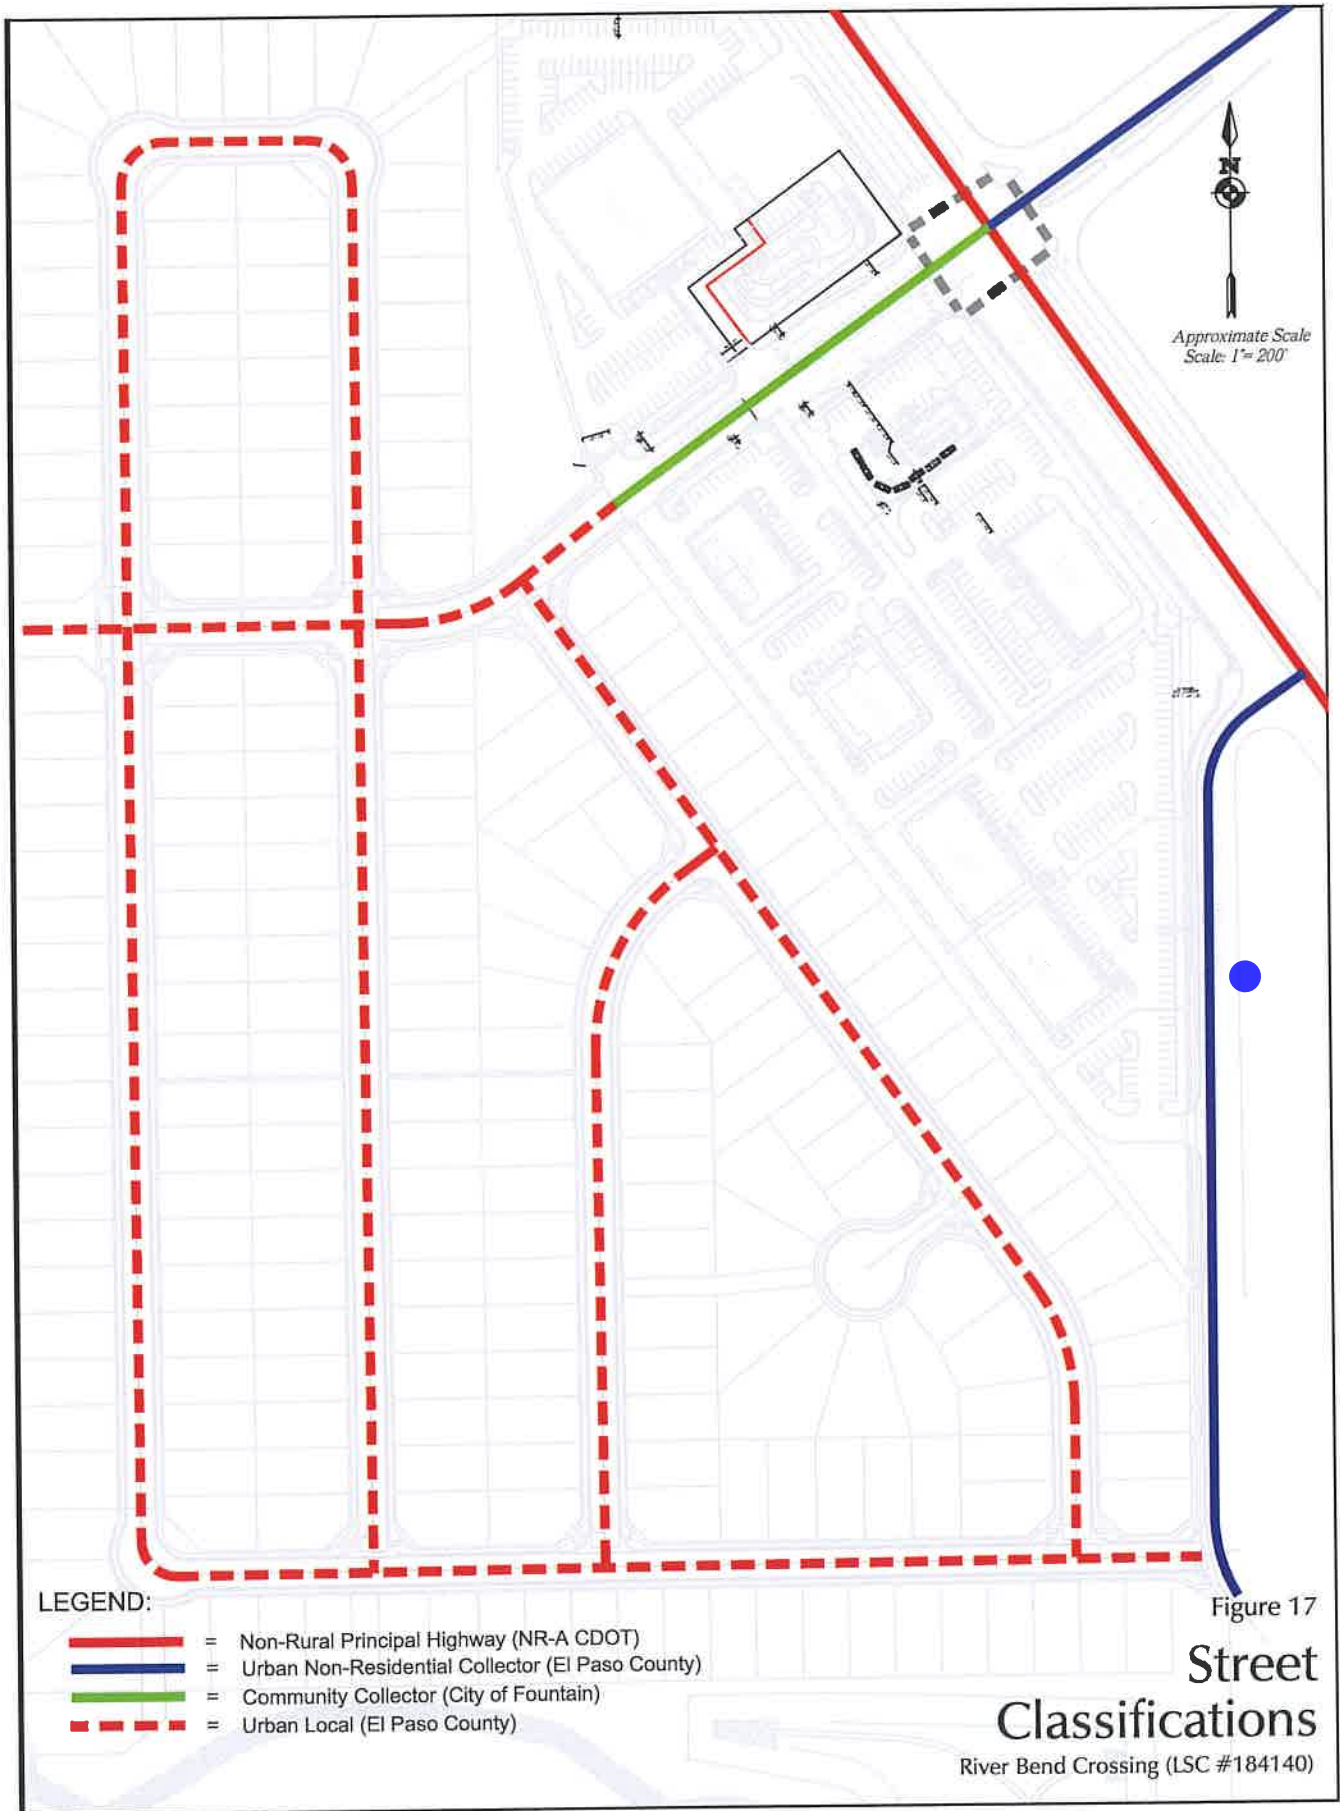 N
Approximate Scale
Scale: 1"= 200'
LEGEND:
= Non-Rural Principal Highway (NR-A CDOT)
= Urban Non-Residential Collector (El Paso County)
= Community Collector (City of Fountain)
= Urban Local (El Paso County)
Figure 17
Street
Classifications
River Bend Crossing (LSC #184140)